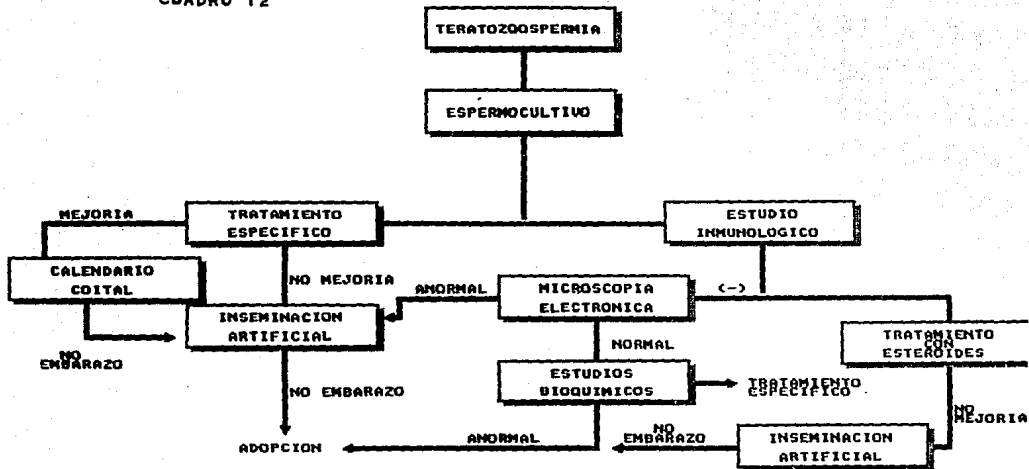 CUADRO 12
TERATOZOOSPERMIA
ESPERMOCULTIVO
MEJORIA
TRATAMIENTO
ESPECIFICO
ESTUDIO
INMUNOLOGICO
CALENDARIO
COITAL
NO MEJORIA
ANORMAL
MICROSCOPIA
ELECTRONICA
(-)
INSEMINACION
ARTIFICIAL
TRATAMIENTO
CON
ESTEROIDES
NO
EMBARAZO
NORMAL
ESTUDIOS
BIOQUIMICOS
TRATAMIENTO
ESPECIFICO
NO EMBARAZO
NO
MEJORIA
ADOPCION
ANORMAL
NO
EMBARAZO
INSEMINACION
ARTIFICIAL